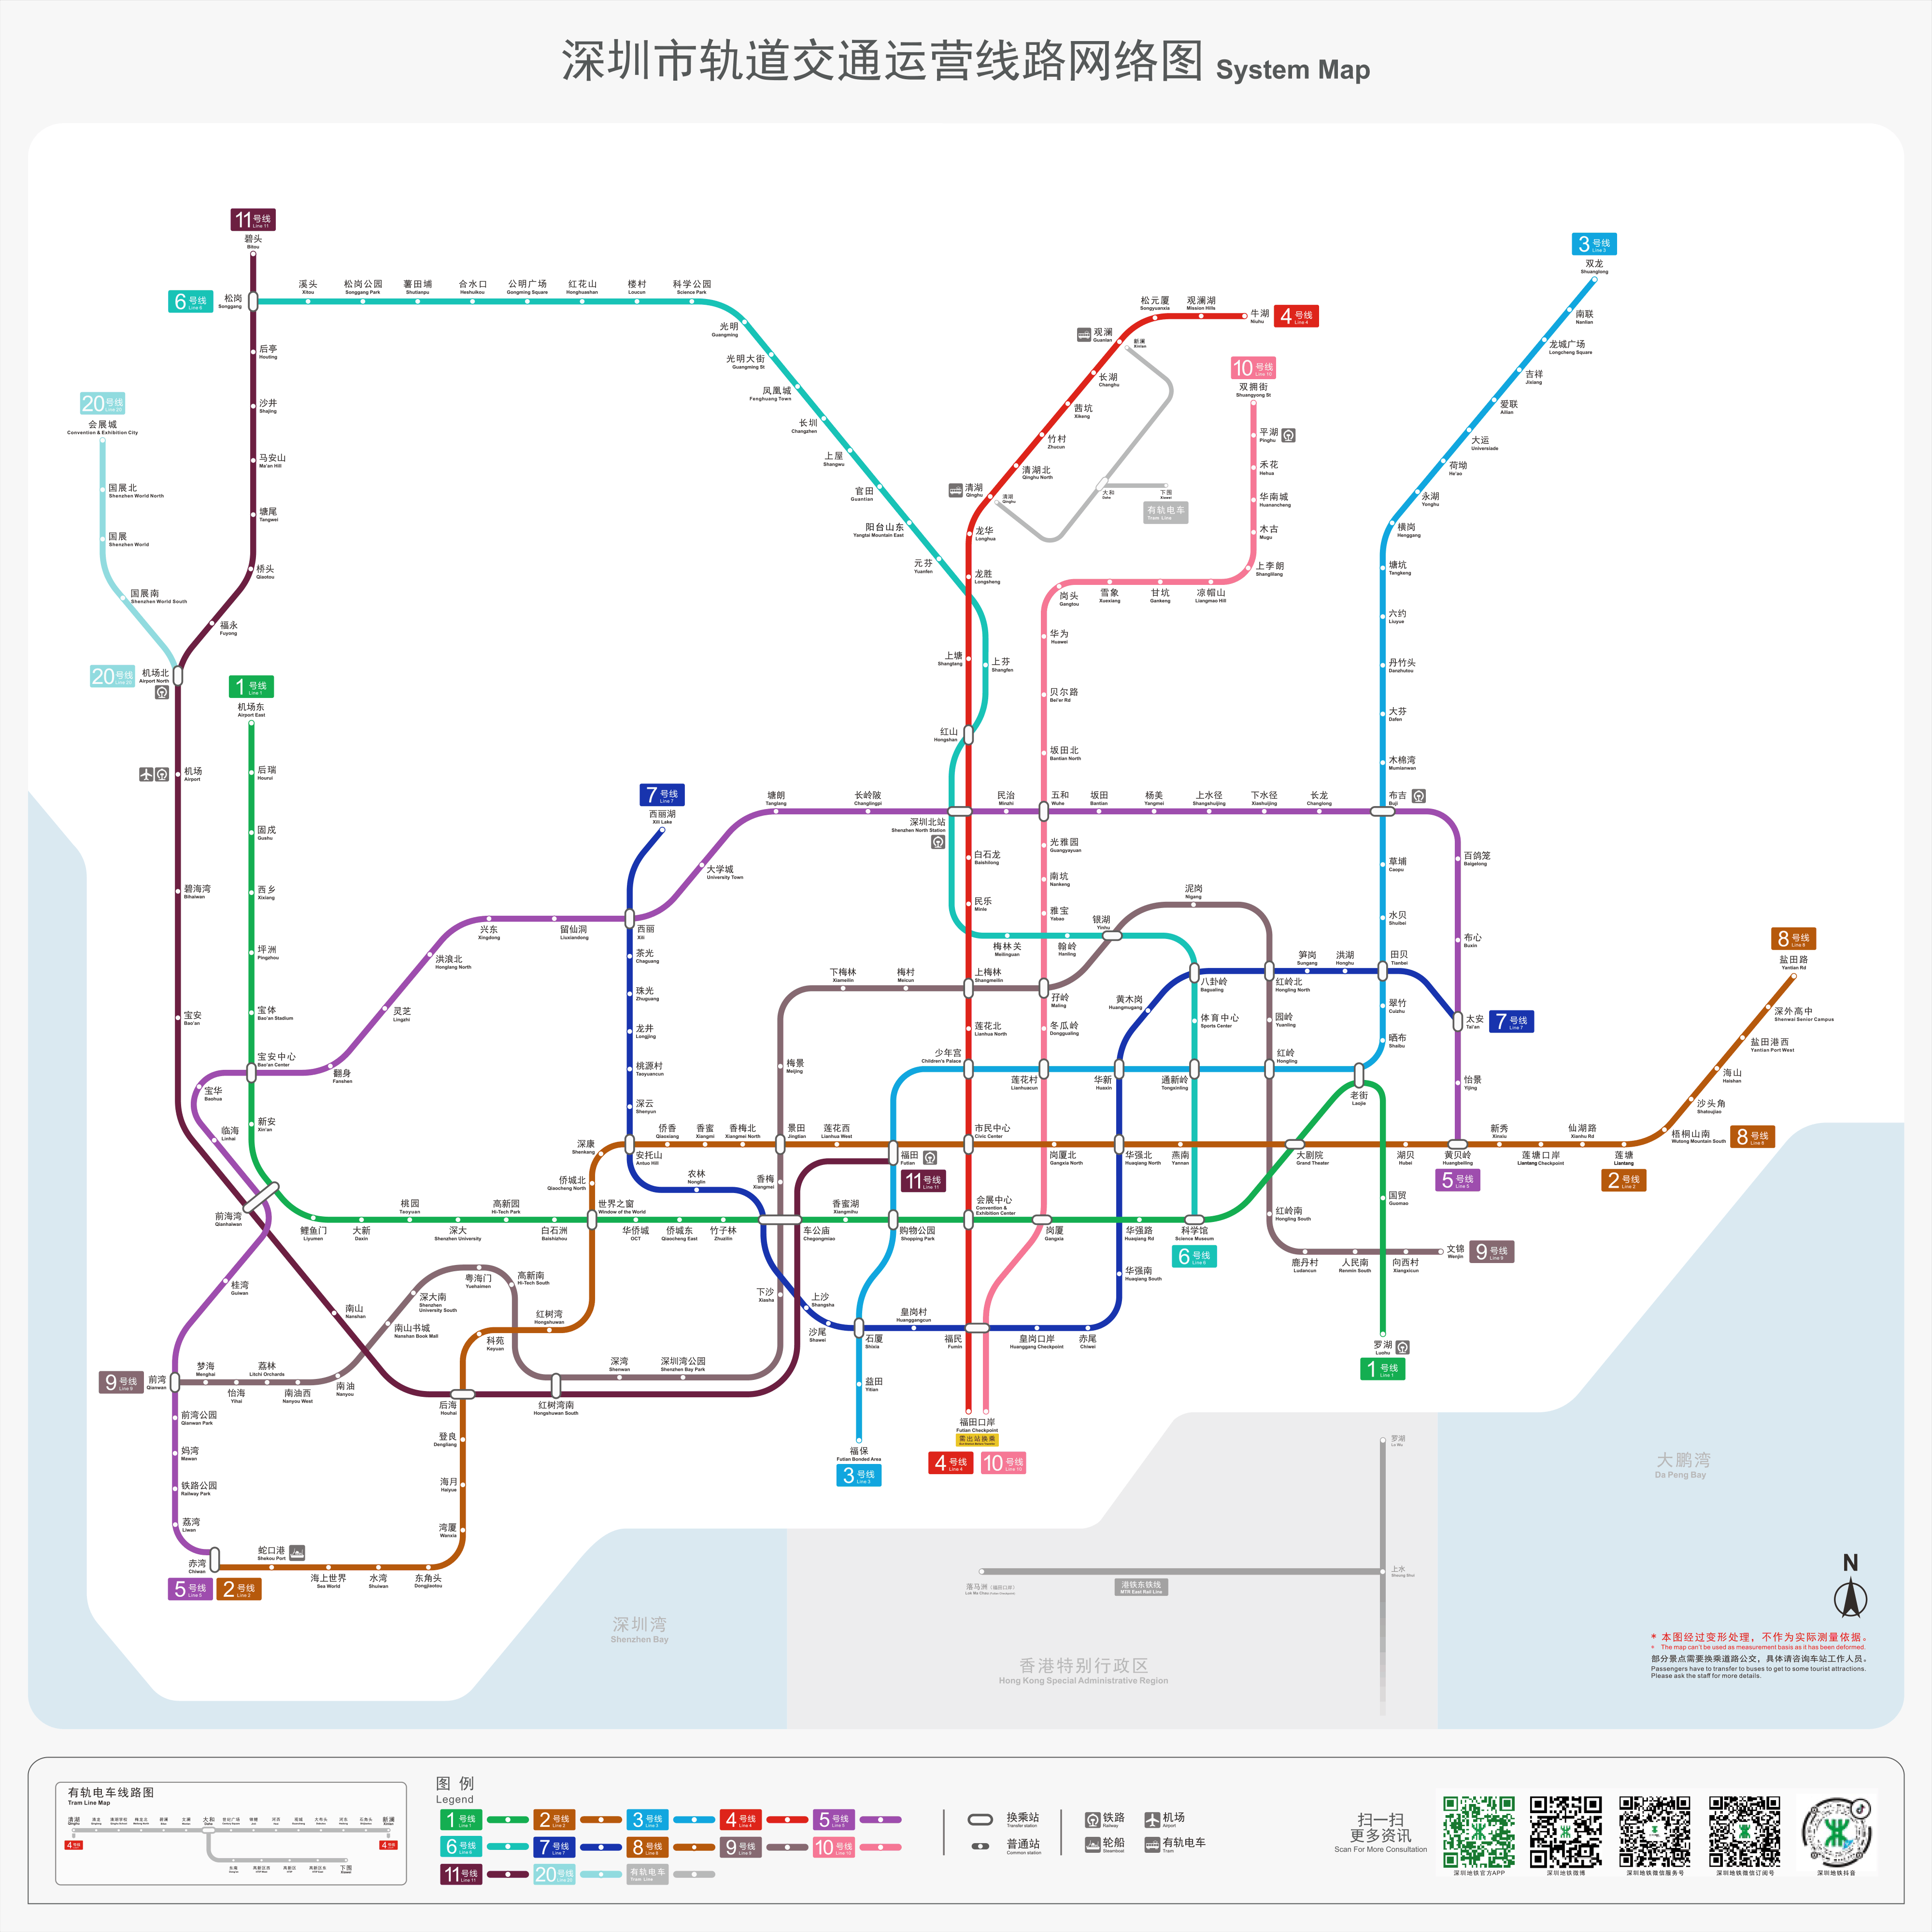 深圳市轨道交通运营线路网络图 System Map
11号线
Line 11
碧头
Bitou
6号线
Line 6
松岗
Songgang
溪头
Xitou
松岗公园
Songgang Park
薯田埔
Shutianpu
合水口
Heshuikou
公明广场
Gongming Square
红花山
Honghuashan
楼村
Loucun
科学公园
Science Park
光明
Guangming
光明大街
Guangming St
凤凰城
Fenghuang Town
长圳
Changzhen
上屋
Shangwu
官田
Guantian
阳台山东
Yangtai Mountain East
元芬
Yuanfen
上芬
Shangfen
后亭
Houting
沙井
Shajing
马安山
Ma'an Hill
塘尾
Tangwei
桥头
Qiaotou
福永
Fuyong
20号线
Line 20
会展城
Convention & Exhibition City
国展北
Shenzhen World North
国展
Shenzhen World
国展南
Shenzhen World South
20号线
Line 20
机场北
Airport North
1号线
Line 1
机场东
Airport East
后瑞
Hourui
固戍
Gushu
西乡
Xixiang
坪洲
Pingzhou
宝体
Bao'an Stadium
宝安中心
Bao'an Center
新安
Xin'an
机场
Airport
碧海湾
Bihaiwan
宝安
Bao'an
4号线
Line 4
牛湖
Niuhu
观澜湖
Mission Hills
松元厦
Songyuanxia
观澜
Guanlan
长湖
Changhu
茜坑
Xikeng
竹村
Zhucun
清湖北
Qinghu North
清湖
Qinghu
龙华
Longhua
龙胜
Longsheng
上塘
Shangtang
红山
Hongshan
新澜
Xinlan
清湖
Qinghu
大和
Dahe
下围
Xiawei
有轨电车
Tram Line
10号线
Line 10
双拥街
Shuangyong St
平湖
Pinghu
禾花
Hehua
华南城
Huanancheng
木古
Mugu
上李朗
Shanglilang
凉帽山
Liangmao Hill
甘坑
Gankeng
雪象
Xuexiang
岗头
Gangtou
华为
Huawei
贝尔路
Bei'er Rd
坂田北
Bantian North
3号线
Line 3
双龙
Shuanglong
南联
Nanlian
龙城广场
Longcheng Square
吉祥
Jixiang
爱联
Ailian
大运
Universiade
荷坳
He'ao
永湖
Yonghu
横岗
Henggang
塘坑
Tangkeng
六约
Liuyue
丹竹头
Danzhutou
大芬
Dafen
木棉湾
Mumianwan
7号线
Line 7
西丽湖
Xili Lake
塘朗
Tanglang
长岭陂
Changlingpi
深圳北站
Shenzhen North Station
民治
Minzhi
五和
Wuhe
坂田
Bantian
杨美
Yangmei
上水径
Shangshuijing
下水径
Xiashuijing
长龙
Changlong
布吉
Buji
百鸽笼
Baigelong
布心
Buxin
太安
Tai'an
7号线
Line 7
怡景
Yijing
大学城
University Town
西丽
Xili
留仙洞
Liuxiandong
兴东
Xingdong
洪浪北
Honglang North
灵芝
Lingzhi
翻身
Fanshen
宝华
Baohua
临海
Linhai
前海湾
Qianhaiwan
茶光
Chaguang
珠光
Zhuguang
龙井
Longjing
桃源村
Taoyuancun
深云
Shenyun
安托山
Antuo Hill
农林
Nonglin
白石龙
Baishilong
民乐
Minle
上梅林
Shangmeilin
莲花北
Lianhua North
少年宫
Children's Palace
市民中心
Civic Center
会展中心
Convention & Exhibition Center
光雅园
Guangyayuan
南坑
Nankeng
雅宝
Yabao
孖岭
Maling
冬瓜岭
Donggualing
莲花村
Lianhuacun
梅林关
Meilinguan
翰岭
Hanling
银湖
Yinhu
泥岗
Nigang
八卦岭
Bagualing
体育中心
Sports Center
通新岭
Tongxinling
黄木岗
Huangmugang
华新
Huaxin
红岭北
Hongling North
园岭
Yuanling
红岭
Hongling
笋岗
Sungang
洪湖
Honghu
田贝
Tianbei
草埔
Caopu
水贝
Shuibei
翠竹
Cuizhu
晒布
Shaibu
老街
Laojie
下梅林
Xiameilin
梅村
Meicun
梅景
Meijing
景田
Jingtian
香梅
Xiangmei
8号线
Line 8
盐田路
Yantian Rd
深外高中
Shenwai Senior Campus
盐田港西
Yantian Port West
海山
Haishan
沙头角
Shatoujiao
梧桐山南
Wutong Mountain South
8号线
Line 8
莲塘
Liantang
2号线
Line 2
仙湖路
Xianhu Rd
莲塘口岸
Liantang Checkpoint
新秀
Xinxiu
黄贝岭
Huangbeiling
5号线
Line 5
湖贝
Hubei
大剧院
Grand Theater
燕南
Yannan
华强北
Huaqiang North
岗厦北
Gangxia North
福田
Futian
11号线
Line 11
莲花西
Lianhua West
香梅北
Xiangmei North
香蜜
Xiangmi
侨香
Qiaoxiang
深康
Shenkang
侨城北
Qiaocheng North
世界之窗
Window of the World
鲤鱼门
Liyumen
大新
Daxin
桃园
Taoyuan
深大
Shenzhen University
高新园
Hi-Tech Park
白石洲
Baishizhou
华侨城
OCT
侨城东
Qiaocheng East
竹子林
Zhuzilin
车公庙
Chegongmiao
香蜜湖
Xiangmihu
购物公园
Shopping Park
岗厦
Gangxia
华强路
Huaqiang Rd
科学馆
Science Museum
6号线
Line 6
国贸
Guomao
罗湖
Luohu
1号线
Line 1
红岭南
Hongling South
鹿丹村
Ludancun
人民南
Renmin South
向西村
Xiangxicun
文锦
Wenjin
9号线
Line 9
华强南
Huaqiang South
赤尾
Chiwei
皇岗口岸
Huanggang Checkpoint
福民
Fumin
皇岗村
Huanggangcun
石厦
Shixia
沙尾
Shawei
上沙
Shangsha
下沙
Xiasha
益田
Yitian
福保
Futian Bonded Area
3号线
Line 3
福田口岸
Futian Checkpoint
需出站换乘
4号线
Line 4
10号线
Line 10
桂湾
Guiwan
9号线
Line 9
前湾
Qianwan
梦海
Menghai
怡海
Yihai
荔林
Litchi Orchards
南油西
Nanyou West
南油
Nanyou
南山书城
Nanshan Book Mall
深大南
Shenzhen University South
粤海门
Yuehaimen
高新南
Hi-Tech South
南山
Nanshan
红树湾
Hongshuwan
科苑
Keyuan
后海
Houhai
红树湾南
Hongshuwan South
深湾
Shenwan
深圳湾公园
Shenzhen Bay Park
登良
Dengliang
海月
Haiyue
湾厦
Wanxia
东角头
Dongjiaotou
水湾
Shuiwan
海上世界
Sea World
蛇口港
Shekou Port
赤湾
Chiwan
5号线
Line 5
2号线
Line 2
前湾公园
Qianwan Park
妈湾
Mawan
铁路公园
Railway Park
荔湾
Liwan
深圳湾
Shenzhen Bay
大鹏湾
Da Peng Bay
香港特别行政区
Hong Kong Special Administrative Region
罗湖
Lo Wu
上水
Sheung Shui
落马洲（福田口岸）
港铁东铁线
MTR East Rail Line
N
* 本图经过变形处理，不作为实际测量依据。
* The map can't be used as measurement basis as it has been deformed.
部分景点需要换乘道路公交，具体请咨询车站工作人员。
Passengers have to transfer to buses to get to some tourist attractions.
Please ask the staff for more details.
有轨电车线路图
Tram Line Map
清湖
大和
新澜
下围
4号线
4号线
图 例
Legend
1号线
Line 1
2号线
Line 2
3号线
Line 3
4号线
Line 4
5号线
Line 5
6号线
Line 6
7号线
Line 7
8号线
Line 8
9号线
Line 9
10号线
Line 10
11号线
Line 11
20号线
Line 20
有轨电车
Tram Line
换乘站
Transfer station
普通站
Common station
铁路
Railway
机场
Airport
轮船
Steamboat
有轨电车
Tram
扫一扫
更多资讯
Scan For More Consultation
深圳地铁官方APP
深圳地铁微博
深圳地铁微信服务号
深圳地铁微信订阅号
深圳地铁抖音